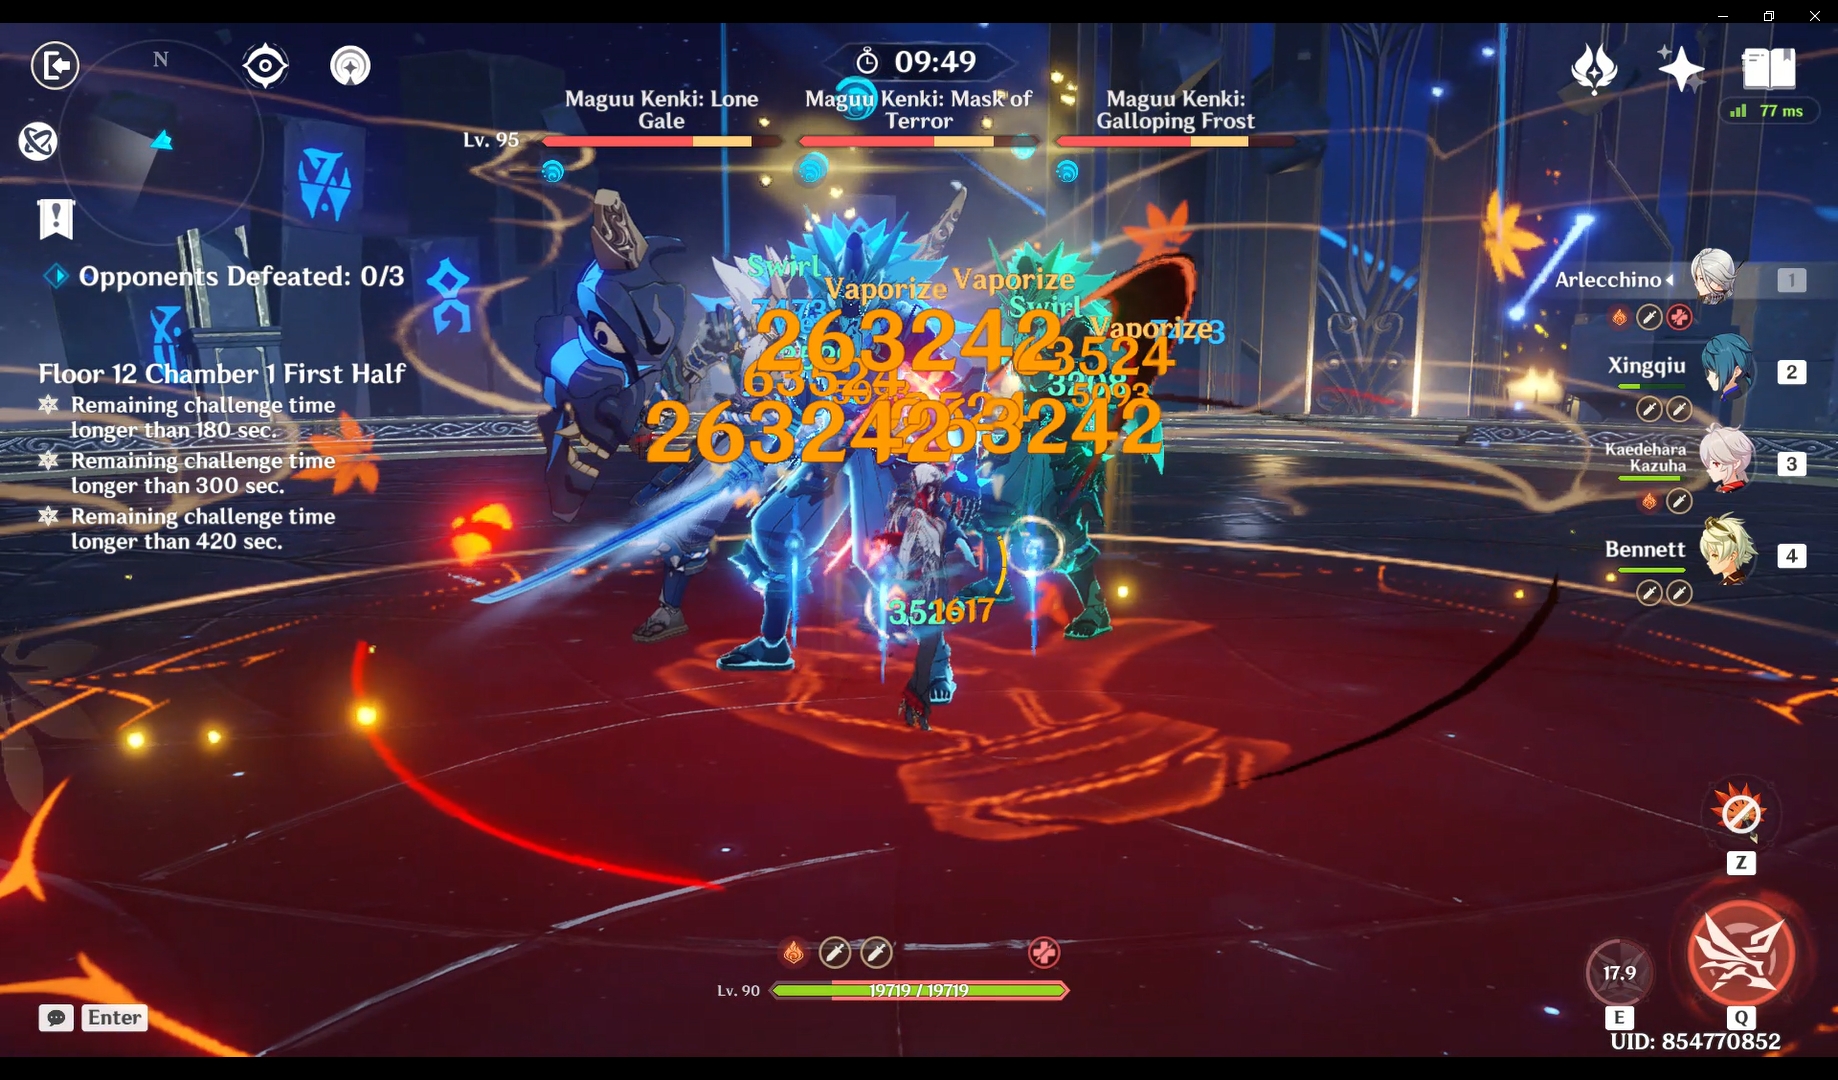 N
09:49
77 ms
Maguu Kenki: Lone
Gale
Maguu Kenki: Mask of
Terror
Maguu Kenki:
Galloping Frost
Lv. 95
Opponents Defeated: 0/3
Floor 12 Chamber 1 First Half
Remaining challenge time
longer than 180 sec.
Remaining challenge time
longer than 300 sec.
Remaining challenge time
longer than 420 sec.
Swirl
Vaporize
Vaporize
Swirl
Vaporize
263242
263242
263242
1617
Arlecchino
1
Xingqiu
2
Kaedehara
Kazuha
3
Bennett
4
Z
17.9
E
Q
Lv. 90
19719 / 19719
Enter
UID: 854770852